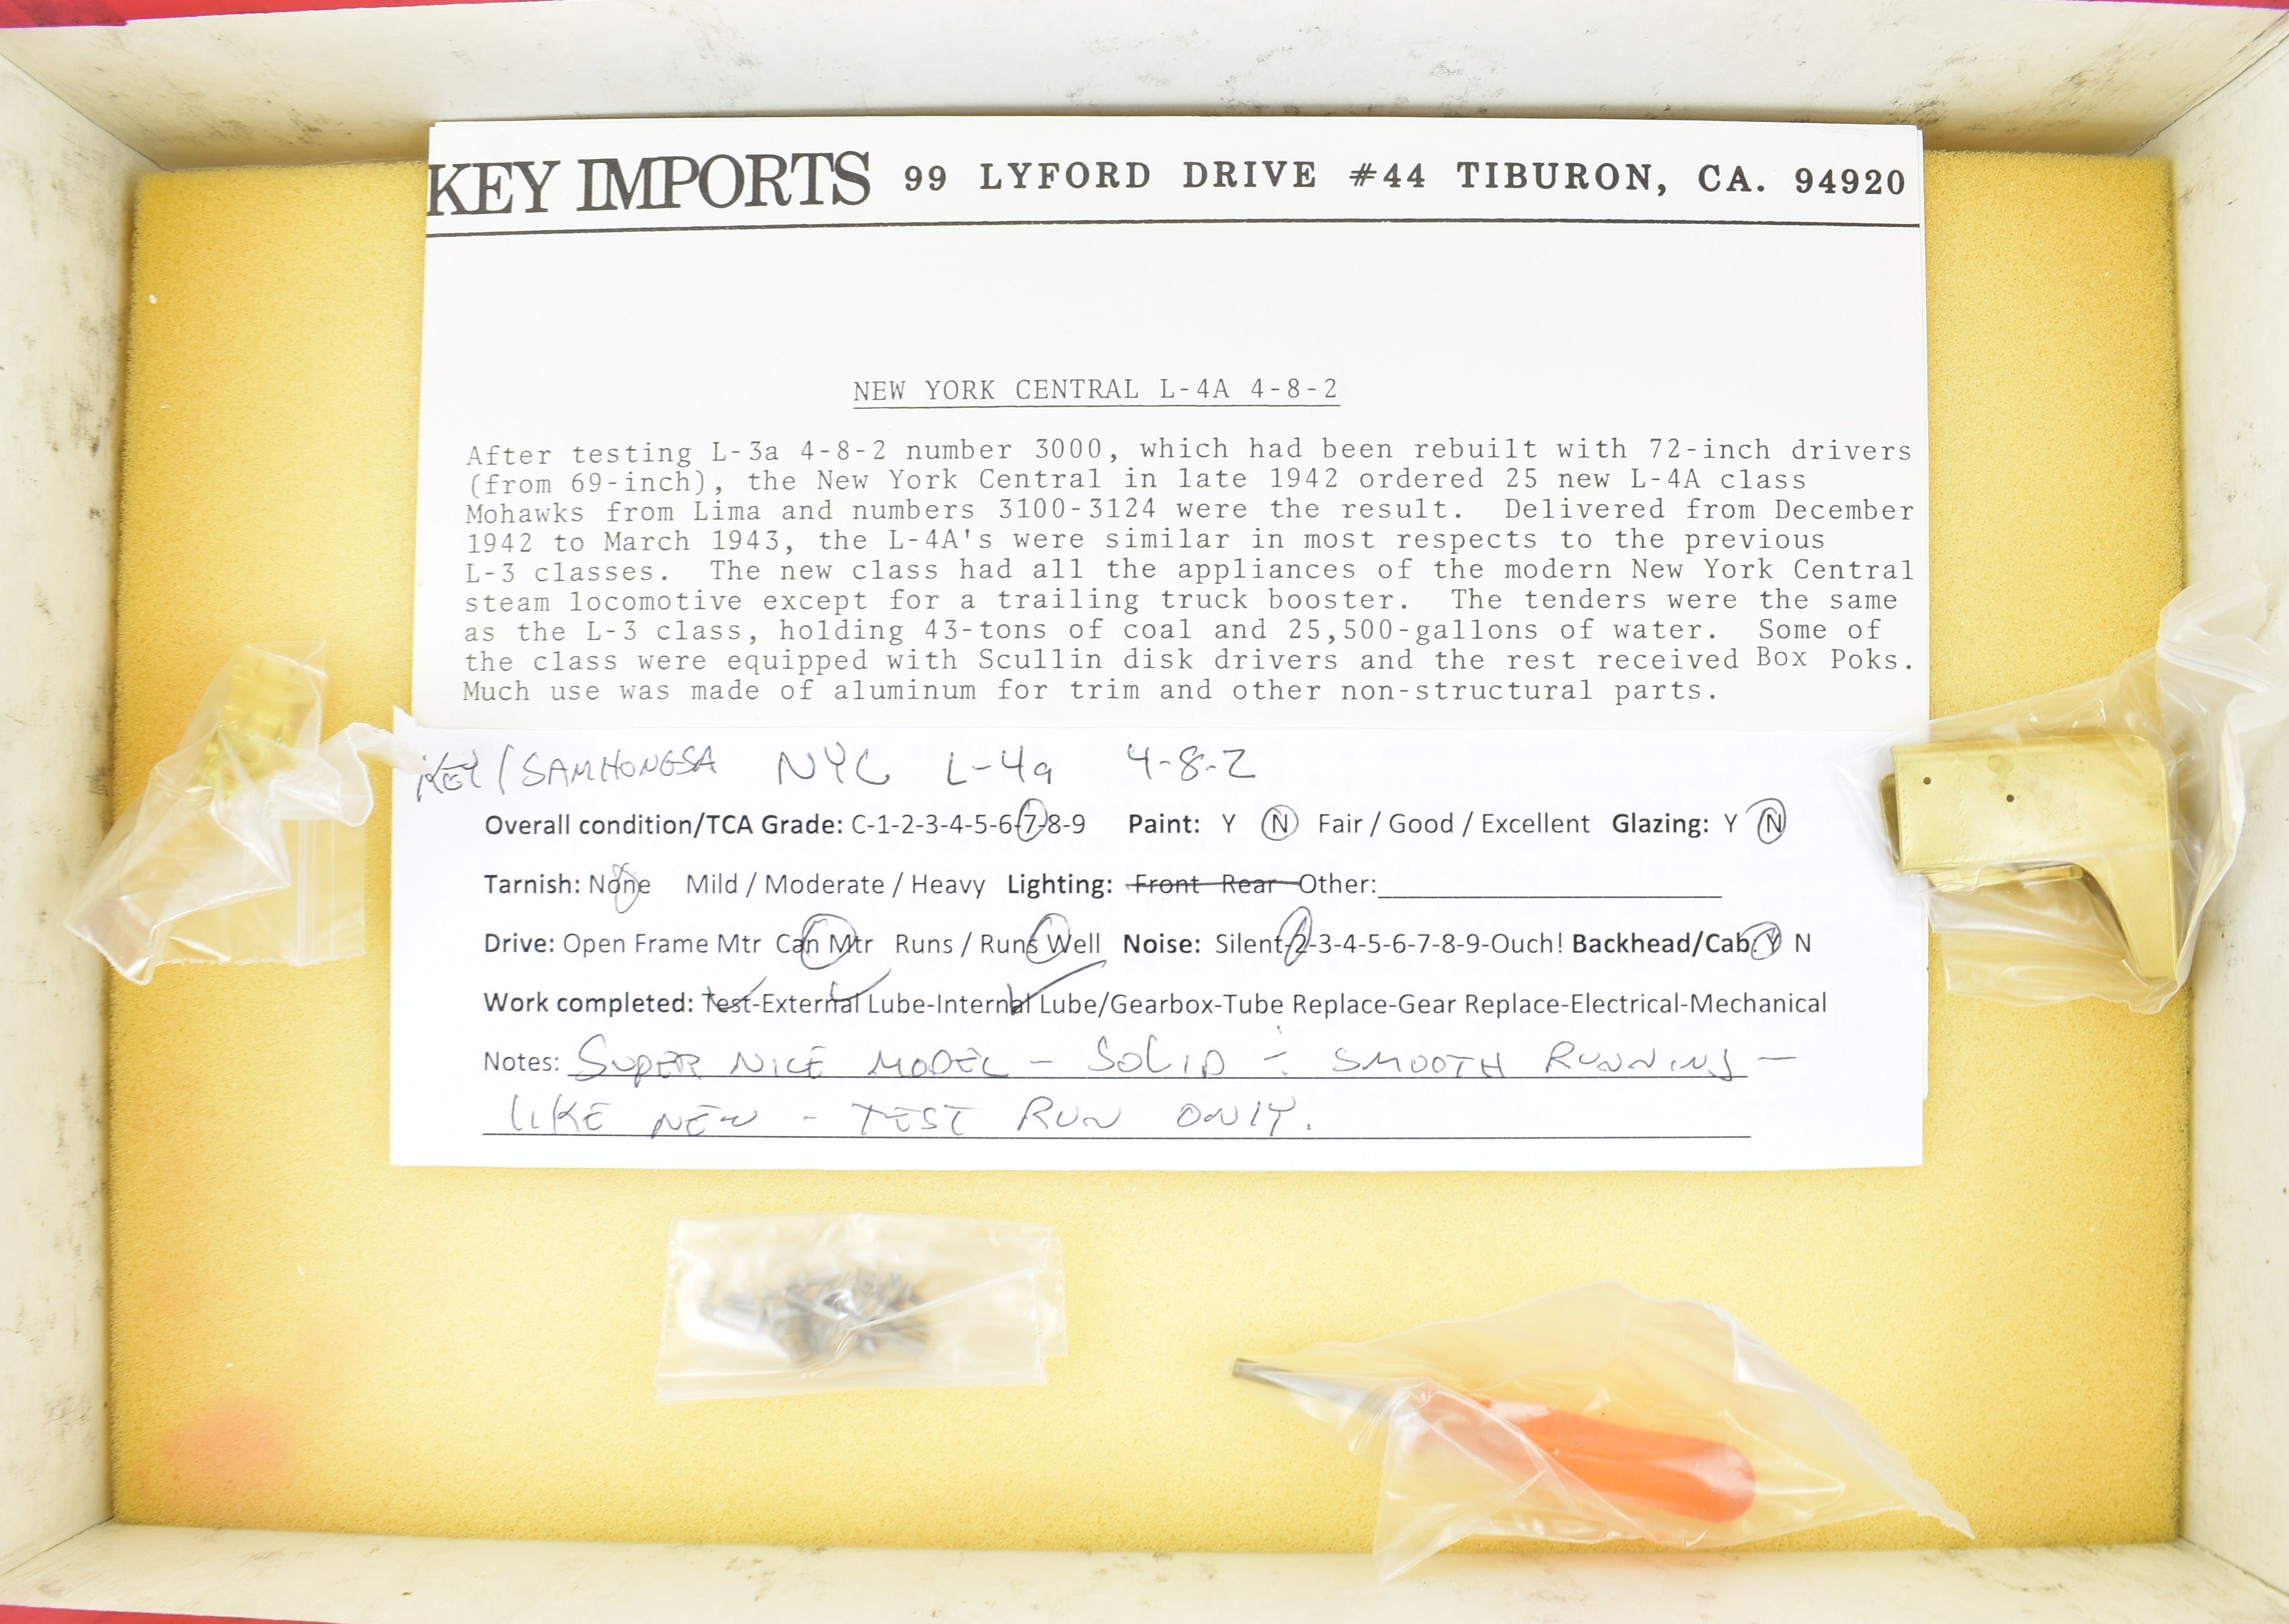 KEY IMPORTS 99 LYFORD DRIVE #44 TIBURON, CA. 94920
NEW YORK CENTRAL L-4A 4-8-2
After testing L-3a 4-8-2 number 3000, which had been rebuilt with 72-inch drivers
(from 69-inch), the New York Central in late 1942 ordered 25 new L-4A class
Mohawks from Lima and numbers 3100-3124 were the result. Delivered from December
1942 to March 1943, the L-4A's were similar in most respects to the previous
L-3 classes. The new class had all the appliances of the modern New York Central
steam locomotive except for a trailing truck booster. The tenders were the same
as the L-3 class, holding 43-tons of coal and 25,500-gallons of water. Some of
the class were equipped with Scullin disk drivers and the rest received Box Poks.
Much use was made of aluminum for trim and other non-structural parts.
KEY/SAMHONGSA NYC L-4a 4-8-2
Overall condition/TCA Grade: C-1-2-3-4-5-6-7-8-9 Paint: Y N Fair / Good / Excellent Glazing: Y N
Tarnish: None Mild / Moderate / Heavy Lighting: Front Rear Other:
Drive: Open Frame Mtr Can Mtr Runs / Runs Well Noise: Silent-2-3-4-5-6-7-8-9-Ouch! Backhead/Cab: Y N
Work completed: Test-External Lube-Internal Lube/Gearbox-Tube Replace-Gear Replace-Electrical-Mechanical
Notes: SUPER NICE MODEL - SOLID - SMOOTH RUNNING -
LIKE NEW - TEST RUN ONLY.